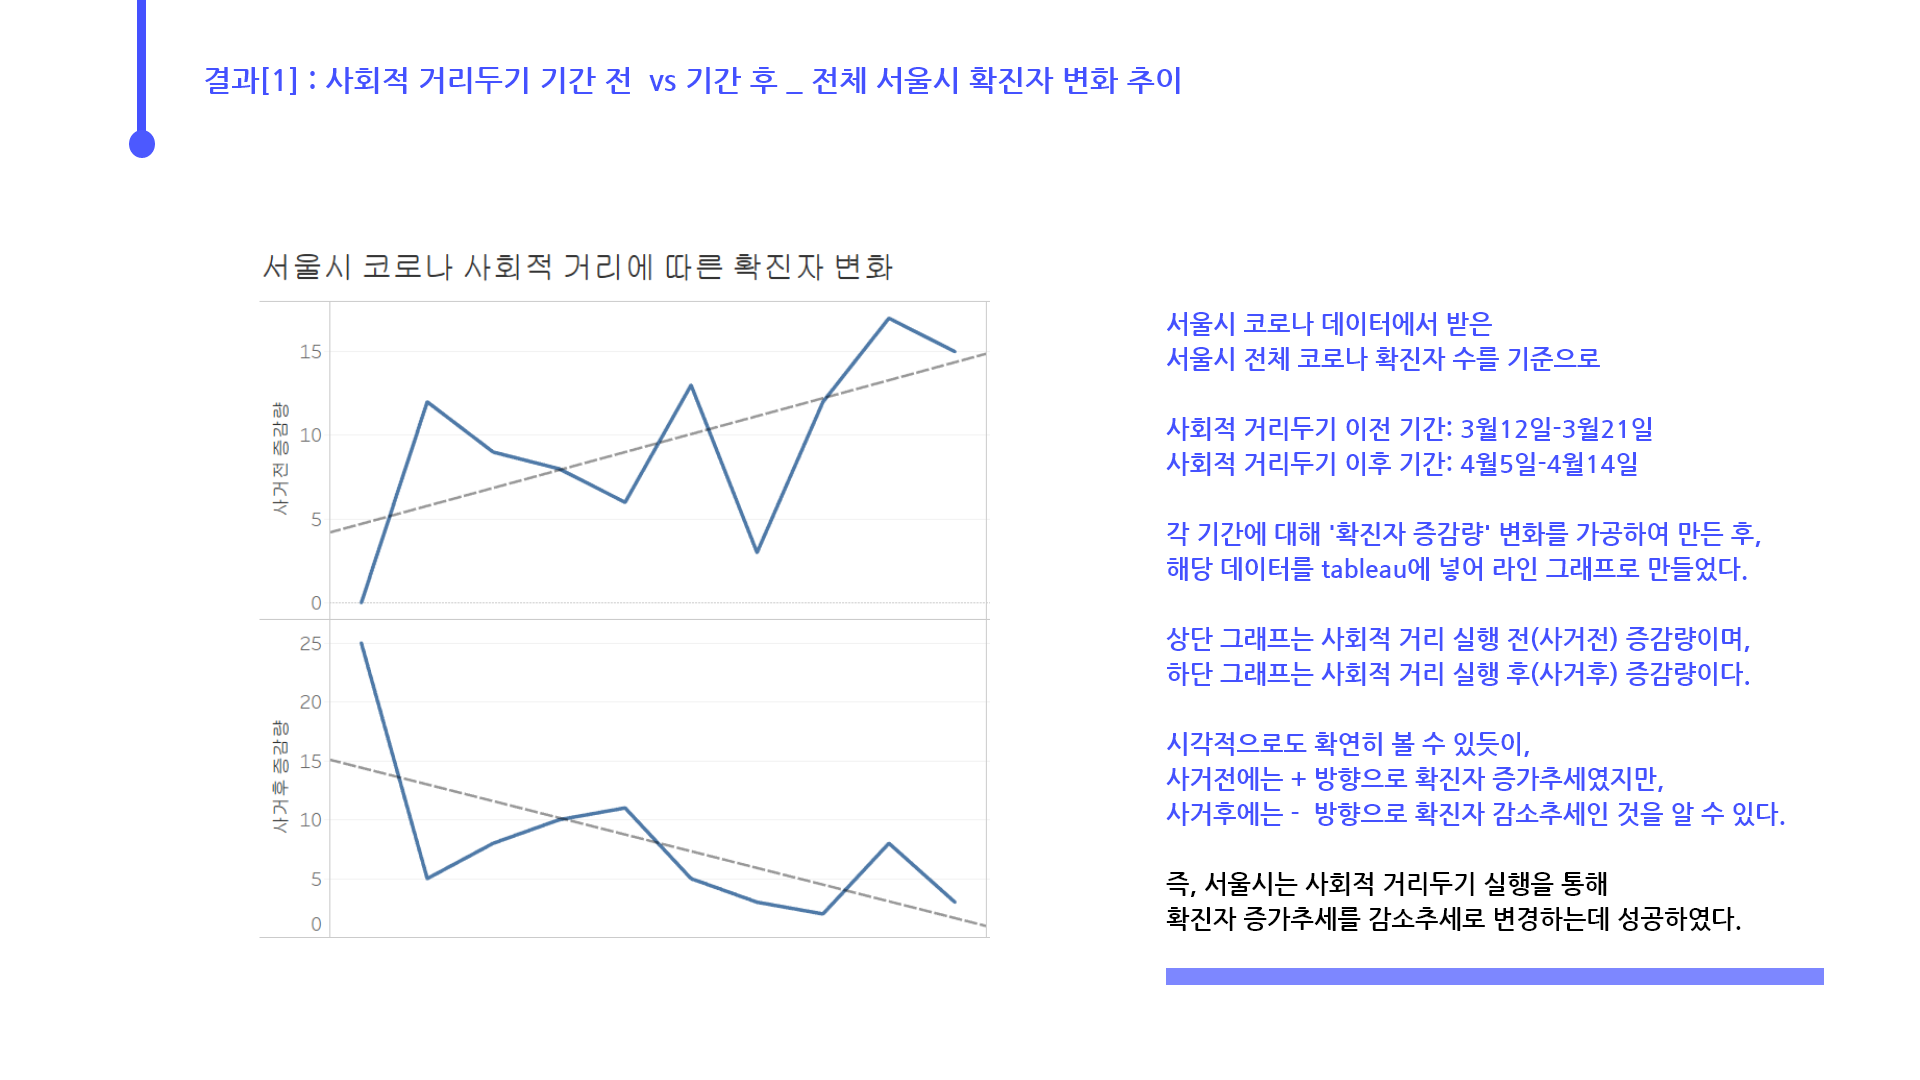 결과[1] : 사회적 거리두기 기간 전  vs 기간 후 _ 전체 서울시 확진자 변화 추이
서울시 코로나 사회적 거리에 따른 확진자 변화
사거전 증감량
15
10
5
0
사거후 증감량
25
20
15
10
5
0
서울시 코로나 데이터에서 받은
서울시 전체 코로나 확진자 수를 기준으로
사회적 거리두기 이전 기간: 3월12일-3월21일
사회적 거리두기 이후 기간: 4월5일-4월14일
각 기간에 대해 '확진자 증감량' 변화를 가공하여 만든 후,
해당 데이터를 tableau에 넣어 라인 그래프로 만들었다.
상단 그래프는 사회적 거리 실행 전(사거전) 증감량이며,
하단 그래프는 사회적 거리 실행 후(사거후) 증감량이다.
시각적으로도 확연히 볼 수 있듯이,
사거전에는 + 방향으로 확진자 증가추세였지만,
사거후에는 -  방향으로 확진자 감소추세인 것을 알 수 있다.
즉, 서울시는 사회적 거리두기 실행을 통해
확진자 증가추세를 감소추세로 변경하는데 성공하였다.